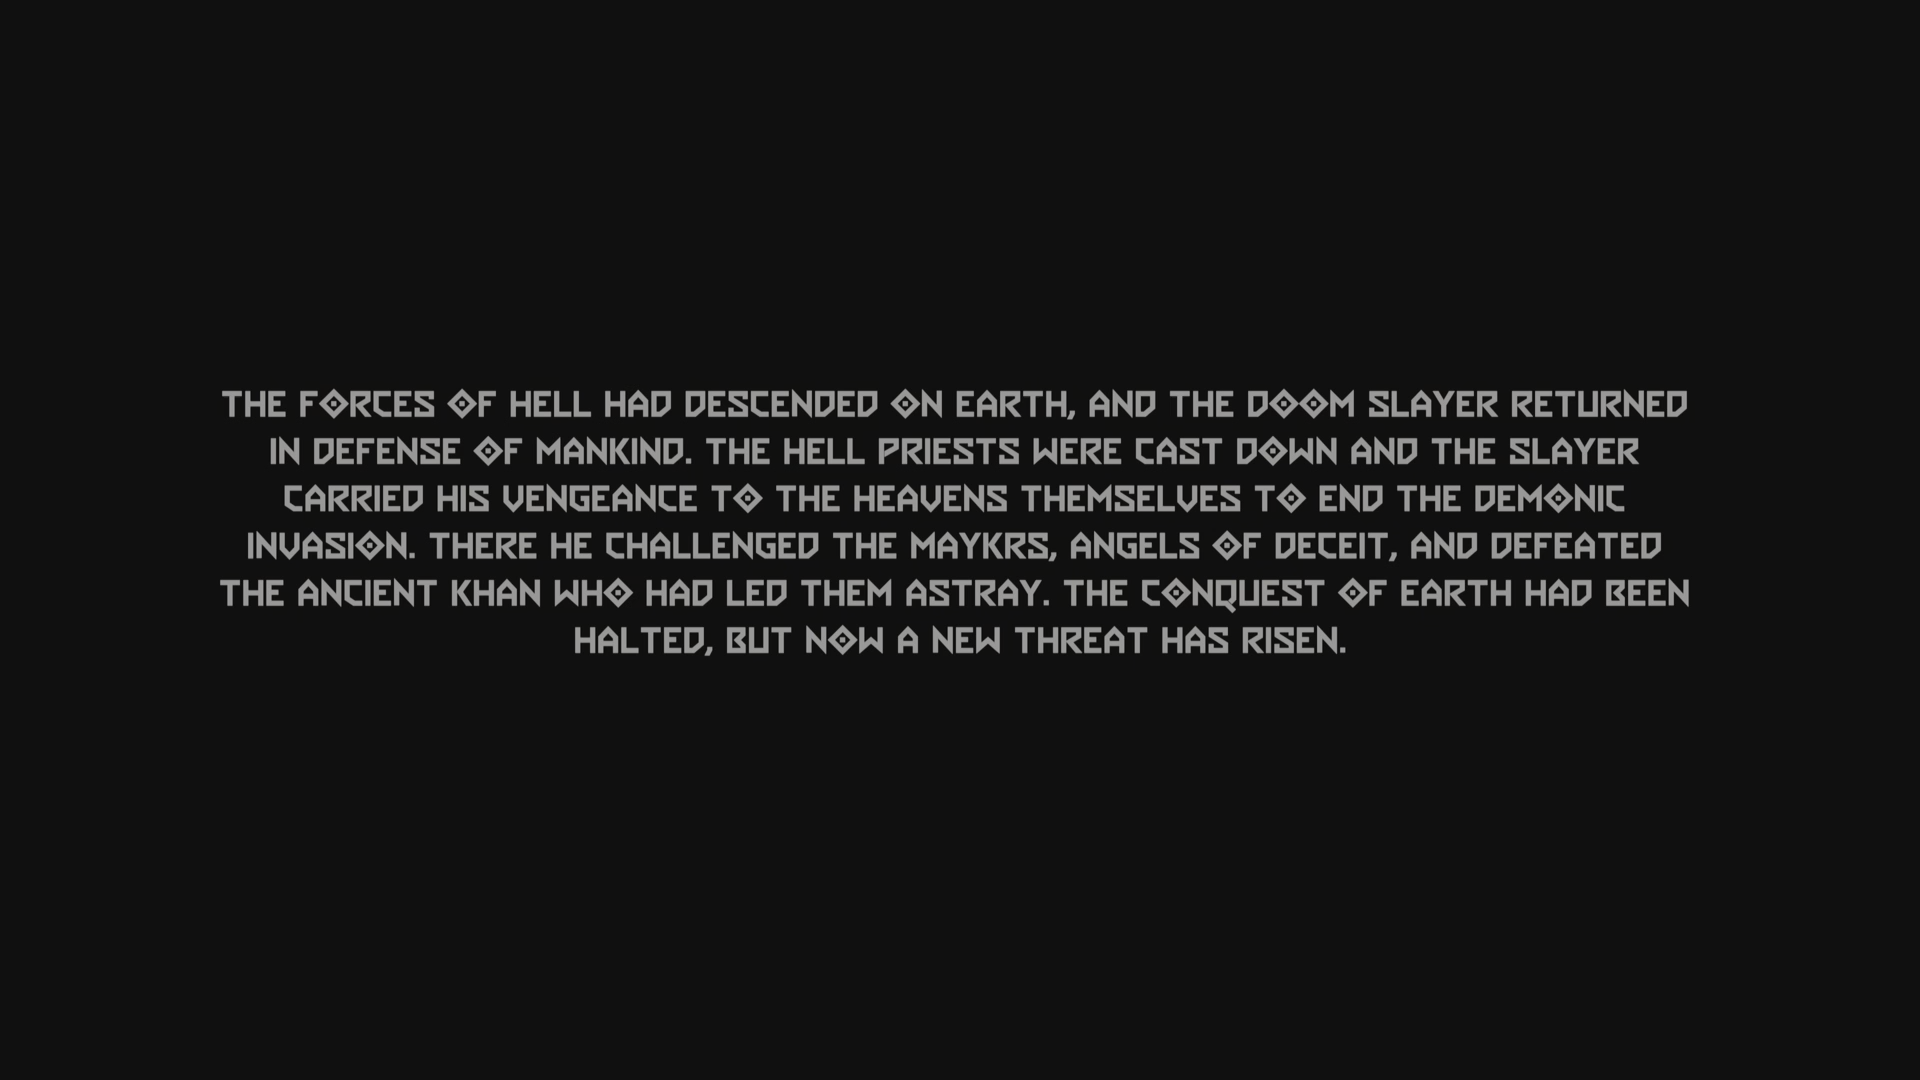 THE FORCES OF HELL HAD DESCENDED ON EARTH, AND THE DOOM SLAYER RETURNED
IN DEFENSE OF MANKIND. THE HELL PRIESTS WERE CAST DOWN AND THE SLAYER
CARRIED HIS VENGEANCE TO THE HEAVENS THEMSELVES TO END THE DEMONIC
INVASION. THERE HE CHALLENGED THE MAYKRS, ANGELS OF DECEIT, AND DEFEATED
THE ANCIENT KHAN WHO HAD LED THEM ASTRAY. THE CONQUEST OF EARTH HAD BEEN
HALTED, BUT NOW A NEW THREAT HAS RISEN.